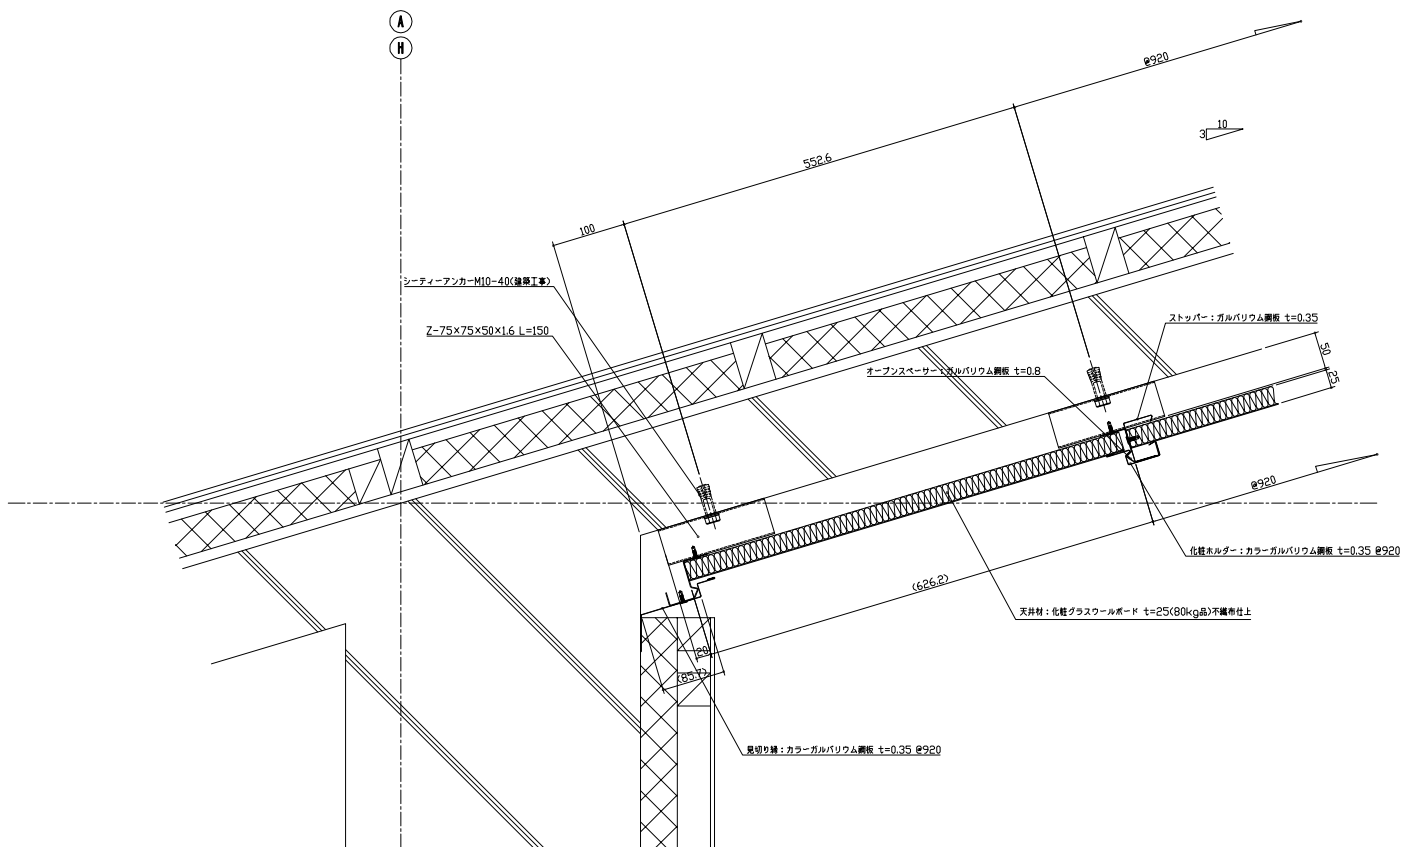 A
H
@920
10
3
552.6
100
シーティーアンカーM10-40(建築工事)
Z-75×75×50×1.6 L=150
ストッパー：ガルバリウム鋼板 t=0.35
オープンスペーサー：ガルバリウム鋼板 t=0.8
50
25
@920
化粧ホルダー：カラーガルバリウム鋼板 t=0.35 @920
(626.2)
天井材：化粧グラスウールボード t=25(80kg品)不織布仕上
20
(85.7)
見切り縁：カラーガルバリウム鋼板 t=0.35 @920